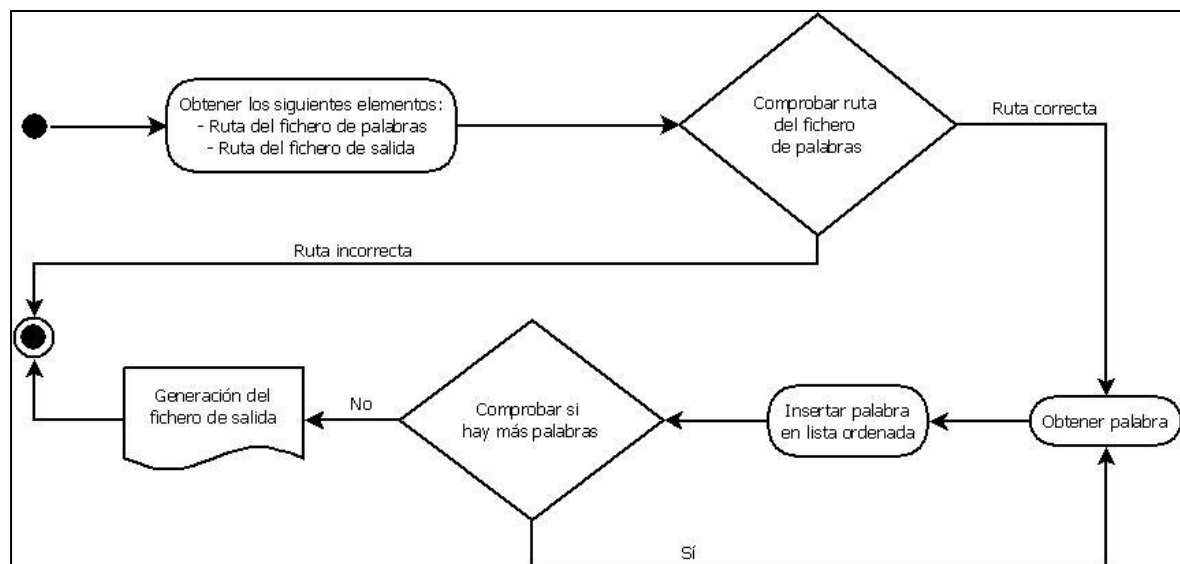 Obtener los siguientes elementos:
- Ruta del fichero de palabras
- Ruta del fichero de salida
Comprobar ruta
del fichero
de palabras
Ruta correcta
Ruta incorrecta
Generación del
fichero de salida
No
Comprobar si
hay más palabras
Insertar palabra
en lista ordenada
Obtener palabra
Sí